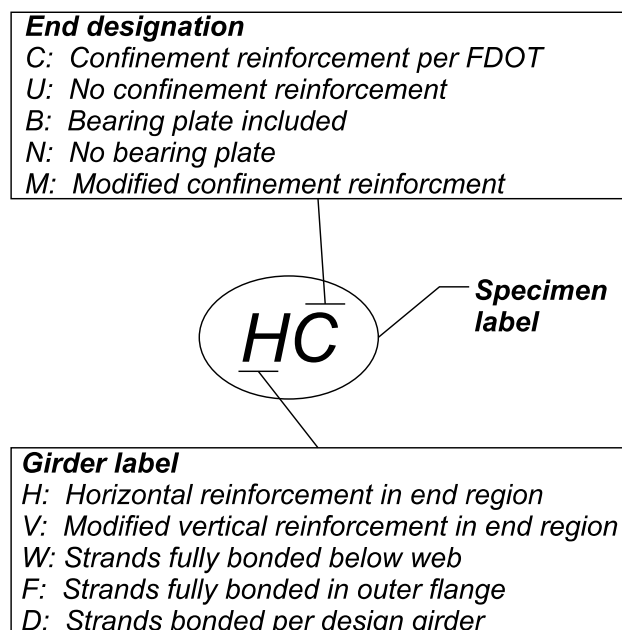 End designation
C: Confinement reinforcement per FDOT
U: No confinement reinforcement
B: Bearing plate included
N: No bearing plate
M: Modified confinement reinforcment
HC
Specimen
label
Girder label
H: Horizontal reinforcement in end region
V: Modified vertical reinforcement in end region
W: Strands fully bonded below web
F: Strands fully bonded in outer flange
D: Strands bonded per design girder